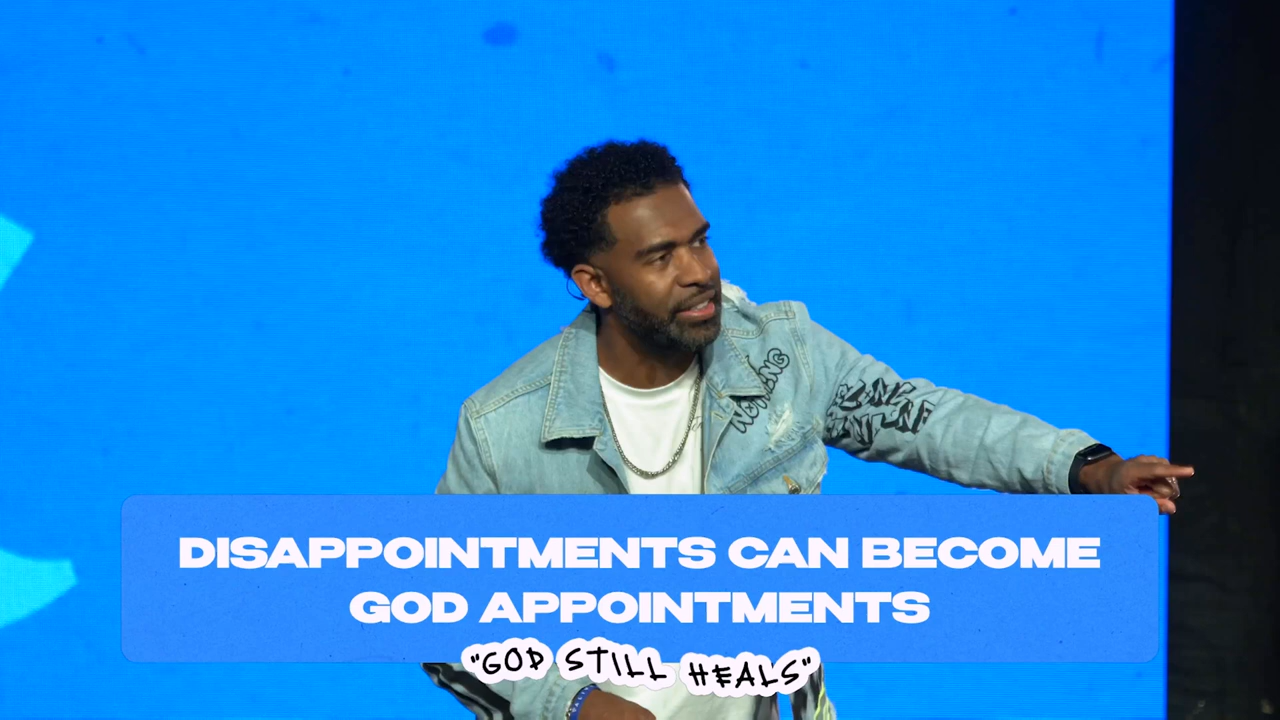 DISAPPOINTMENTS CAN BECOME
GOD APPOINTMENTS
"GOD STILL HEALS"